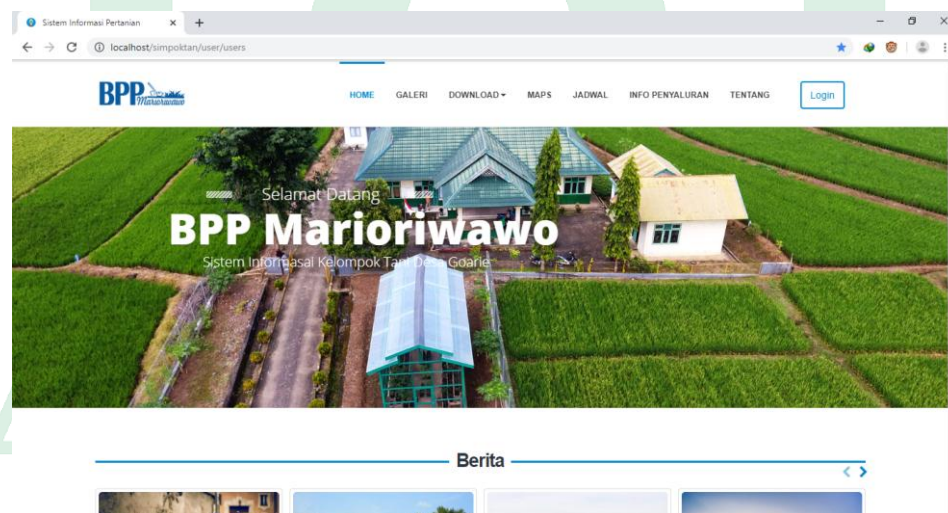 Sistem Informasi Pertanian
localhost/simpoktan/user/users
BPP Marioriwawo
HOME GALERI DOWNLOAD MAPS JADWAL INFO PENYALURAN TENTANG Login
Selamat Datang
BPP Marioriwawo
Sistem Informasai Kelompok Tani Desa Goarie
Berita